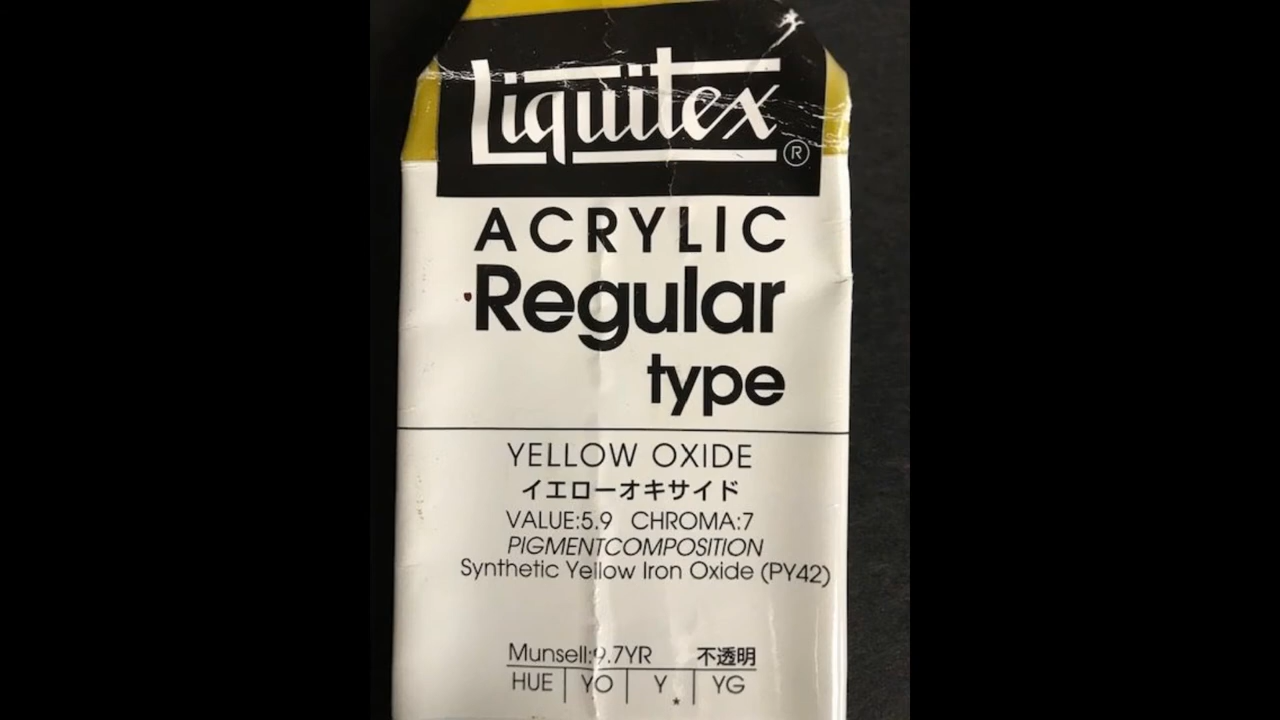 Liquitex ®
ACRYLIC
Regular
type
YELLOW OXIDE
イエローオキサイド
VALUE:5.9 CHROMA:7
PIGMENTCOMPOSITION
Synthetic Yellow Iron Oxide (PY42)
Munsell:9.7YR 不透明
HUE | YO | Y | YG
*